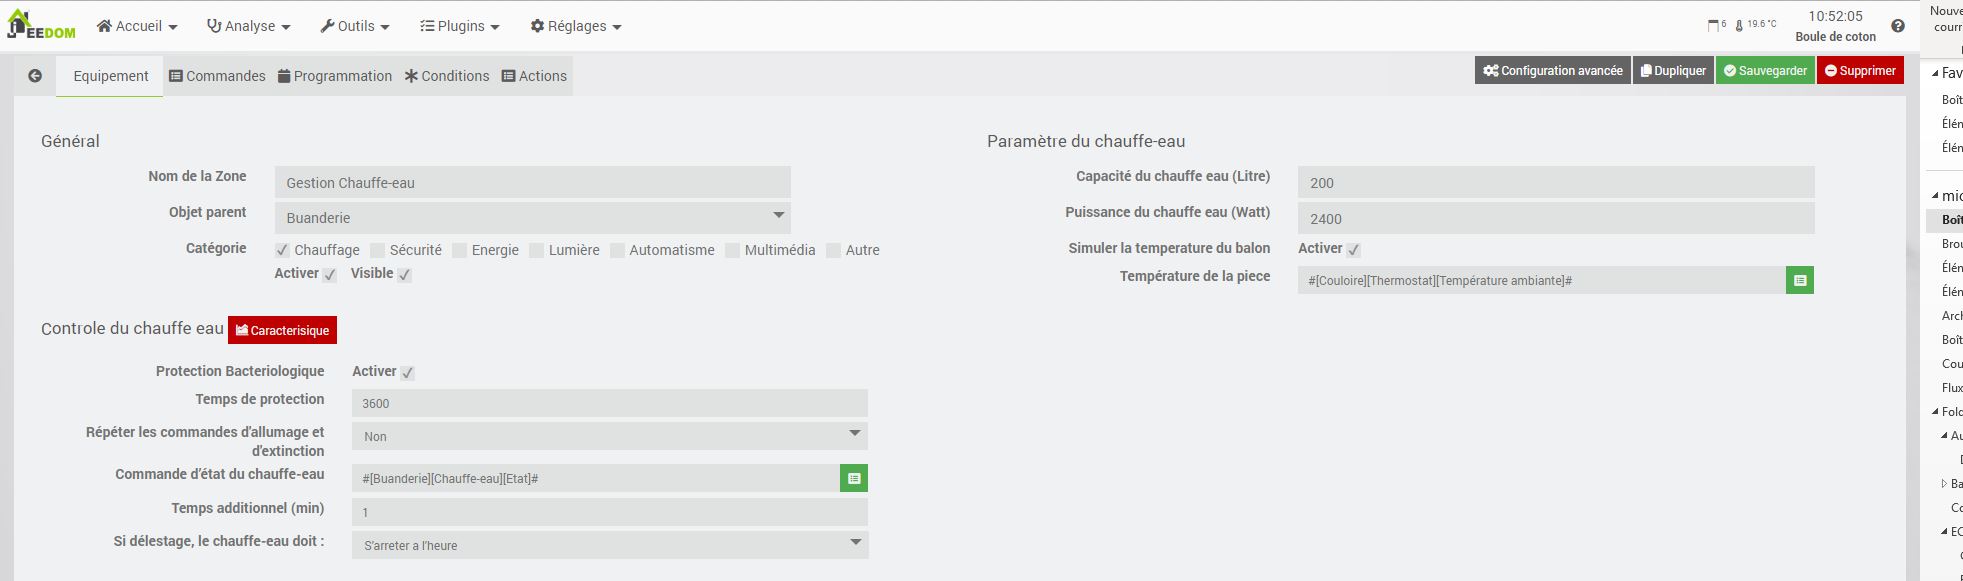 JEEDOM Accueil Analyse Outils Plugins Réglages 6 19.6 °C 10:52:05
Boule de coton
Equipement Commandes Programmation Conditions Actions Configuration avancée Dupliquer Sauvegarder Supprimer
Général
Nom de la Zone Gestion Chauffe-eau
Objet parent Buanderie
Catégorie Chauffage Sécurité Energie Lumière Automatisme Multimédia Autre
Activer Visible
Paramètre du chauffe-eau
Capacité du chauffe eau (Litre) 200
Puissance du chauffe eau (Watt) 2400
Simuler la temperature du balon Activer
Température de la piece #[Couloire][Thermostat][Température ambiante]#
Controle du chauffe eau Caracterisique
Protection Bacteriologique Activer
Temps de protection 3600
Répéter les commandes d'allumage et
d'extinction Non
Commande d'état du chauffe-eau #[Buanderie][Chauffe-eau][Etat]#
Temps additionnel (min) 1
Si délestage, le chauffe-eau doit : S'arreter a l'heure
Nouve
courri
Fav
Boît
Élén
Élén
mic
Boît
Brou
Élén
Élén
Arch
Boît
Cou
Flux
Fold
Au
Ba
Co
EC